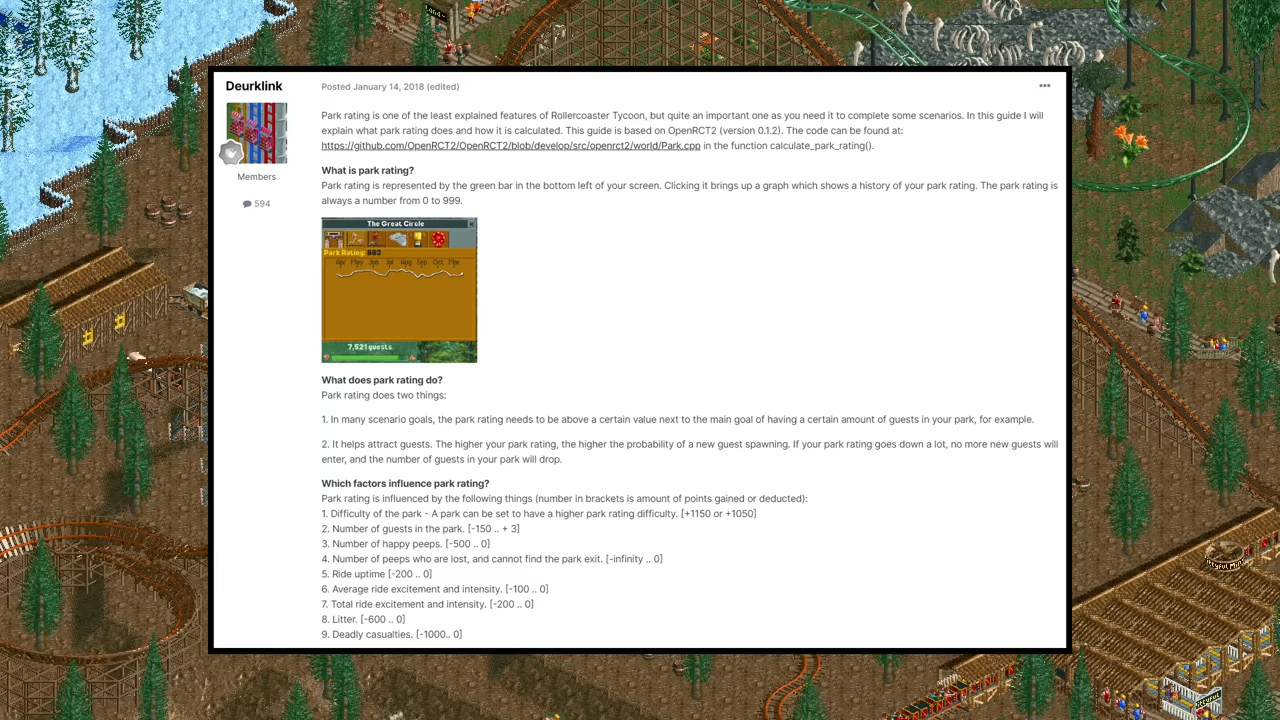 Deurklink
Posted January 14, 2018 (edited)
Members
594
Park rating is one of the least explained features of Rollercoaster Tycoon, but quite an important one as you need it to complete some scenarios. In this guide I will
explain what park rating does and how it is calculated. This guide is based on OpenRCT2 (version 0.1.2). The code can be found at:
https://github.com/OpenRCT2/OpenRCT2/blob/develop/src/openrct2/world/Park.cpp in the function calculate_park_rating().
What is park rating?
Park rating is represented by the green bar in the bottom left of your screen. Clicking it brings up a graph which shows a history of your park rating. The park rating is
always a number from 0 to 999.
The Great Circle
Park Rating: 882
Apr May Jun Jul Aug Sep Oct Mar
7,521 guests
What does park rating do?
Park rating does two things:
1. In many scenario goals, the park rating needs to be above a certain value next to the main goal of having a certain amount of guests in your park, for example.
2. It helps attract guests. The higher your park rating, the higher the probability of a new guest spawning. If your park rating goes down a lot, no more new guests will
enter, and the number of guests in your park will drop.
Which factors influence park rating?
Park rating is influenced by the following things (number in brackets is amount of points gained or deducted):
1. Difficulty of the park - A park can be set to have a higher park rating difficulty. [+1150 or +1050]
2. Number of guests in the park. [-150 .. + 3]
3. Number of happy peeps. [-500 .. 0]
4. Number of peeps who are lost, and cannot find the park exit. [-infinity .. 0]
5. Ride uptime [-200 .. 0]
6. Average ride excitement and intensity. [-100 .. 0]
7. Total ride excitement and intensity. [-200 .. 0]
8. Litter. [-600 .. 0]
9. Deadly casualties. [-1000.. 0]